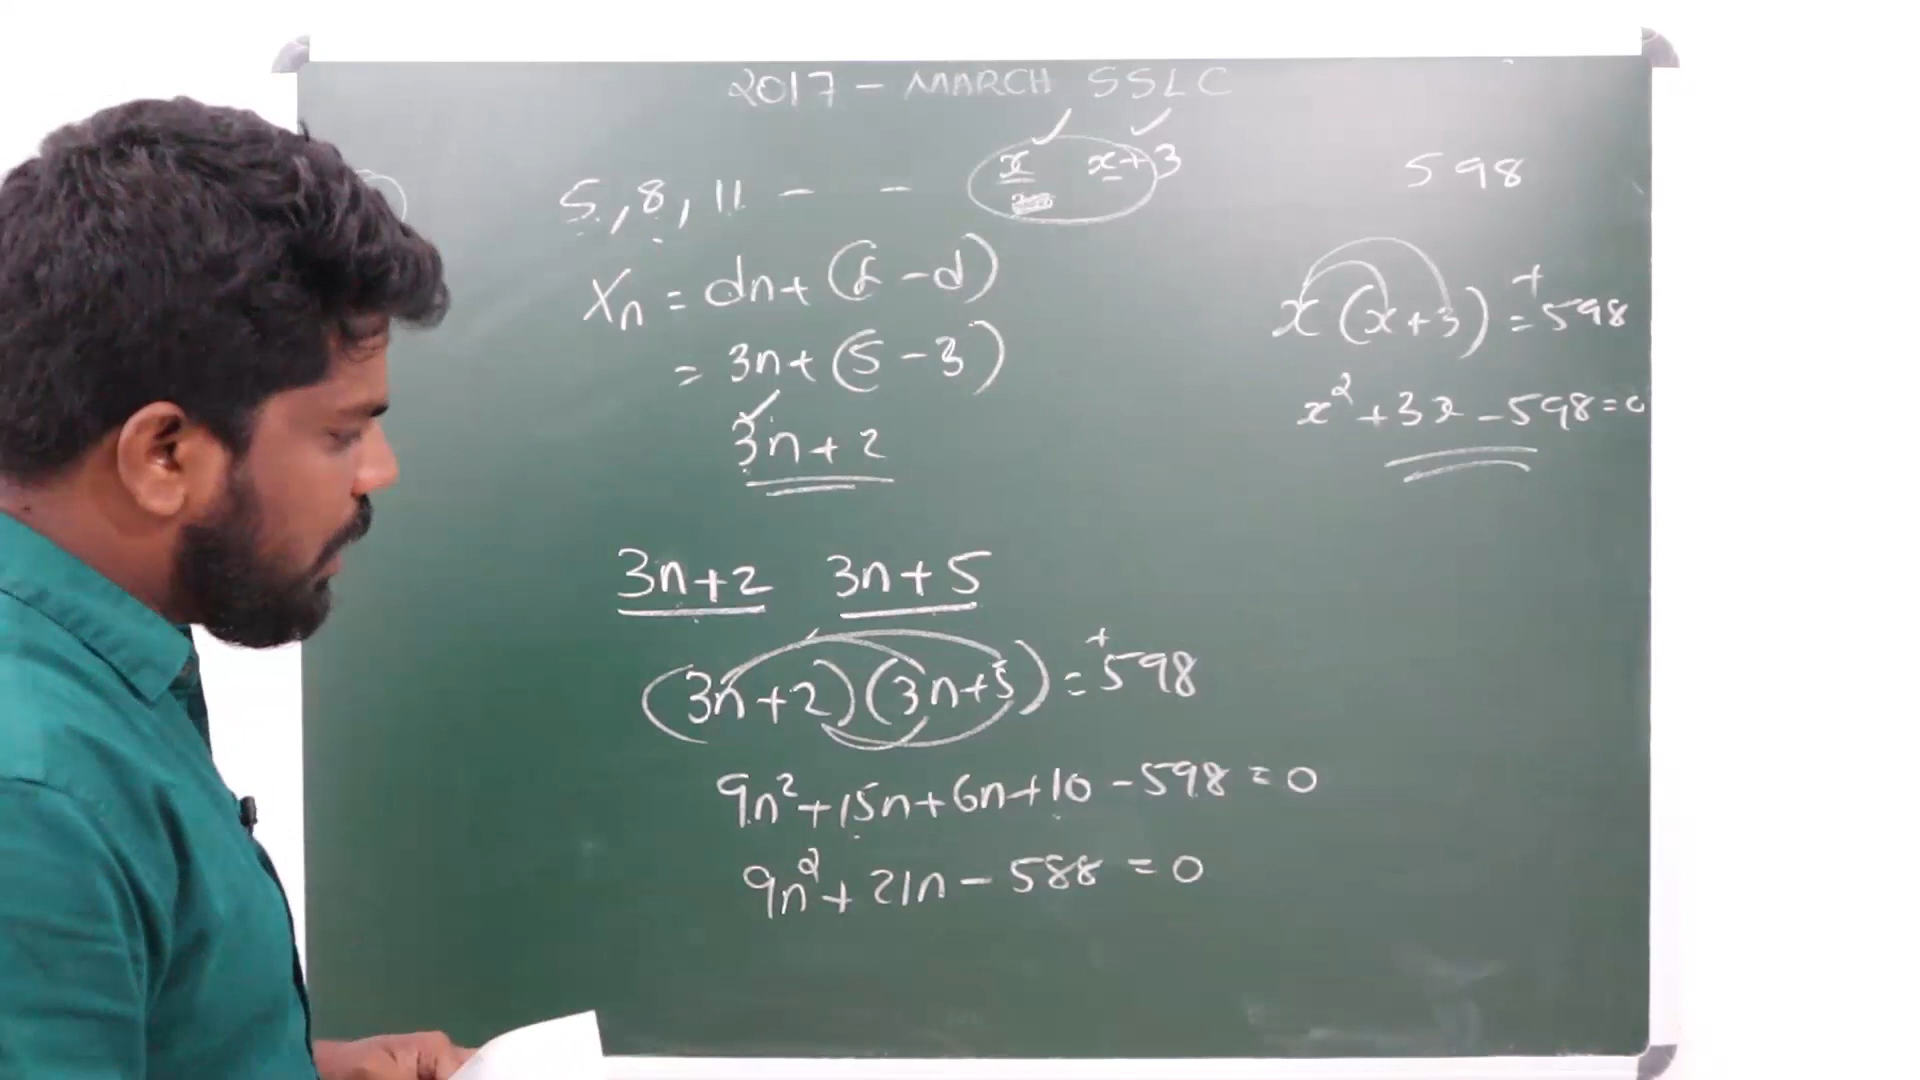 2017 - MARCH SSLC
5, 8, 11 - -
x x+3
598
Xn = dn + (f - d)
= 3n + (5 - 3)
3n + 2
x(x+3) = +598
x² + 3x - 598 = 0
3n+2 3n+5
(3n+2)(3n+5) = +598
9n² + 15n + 6n + 10 - 598 = 0
9n² + 21n - 588 = 0